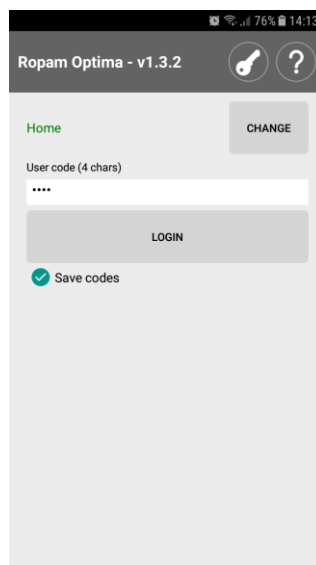 76% 14:13
Ropam Optima - v1.3.2
?
Home
CHANGE
User code (4 chars)
••••
LOGIN
Save codes